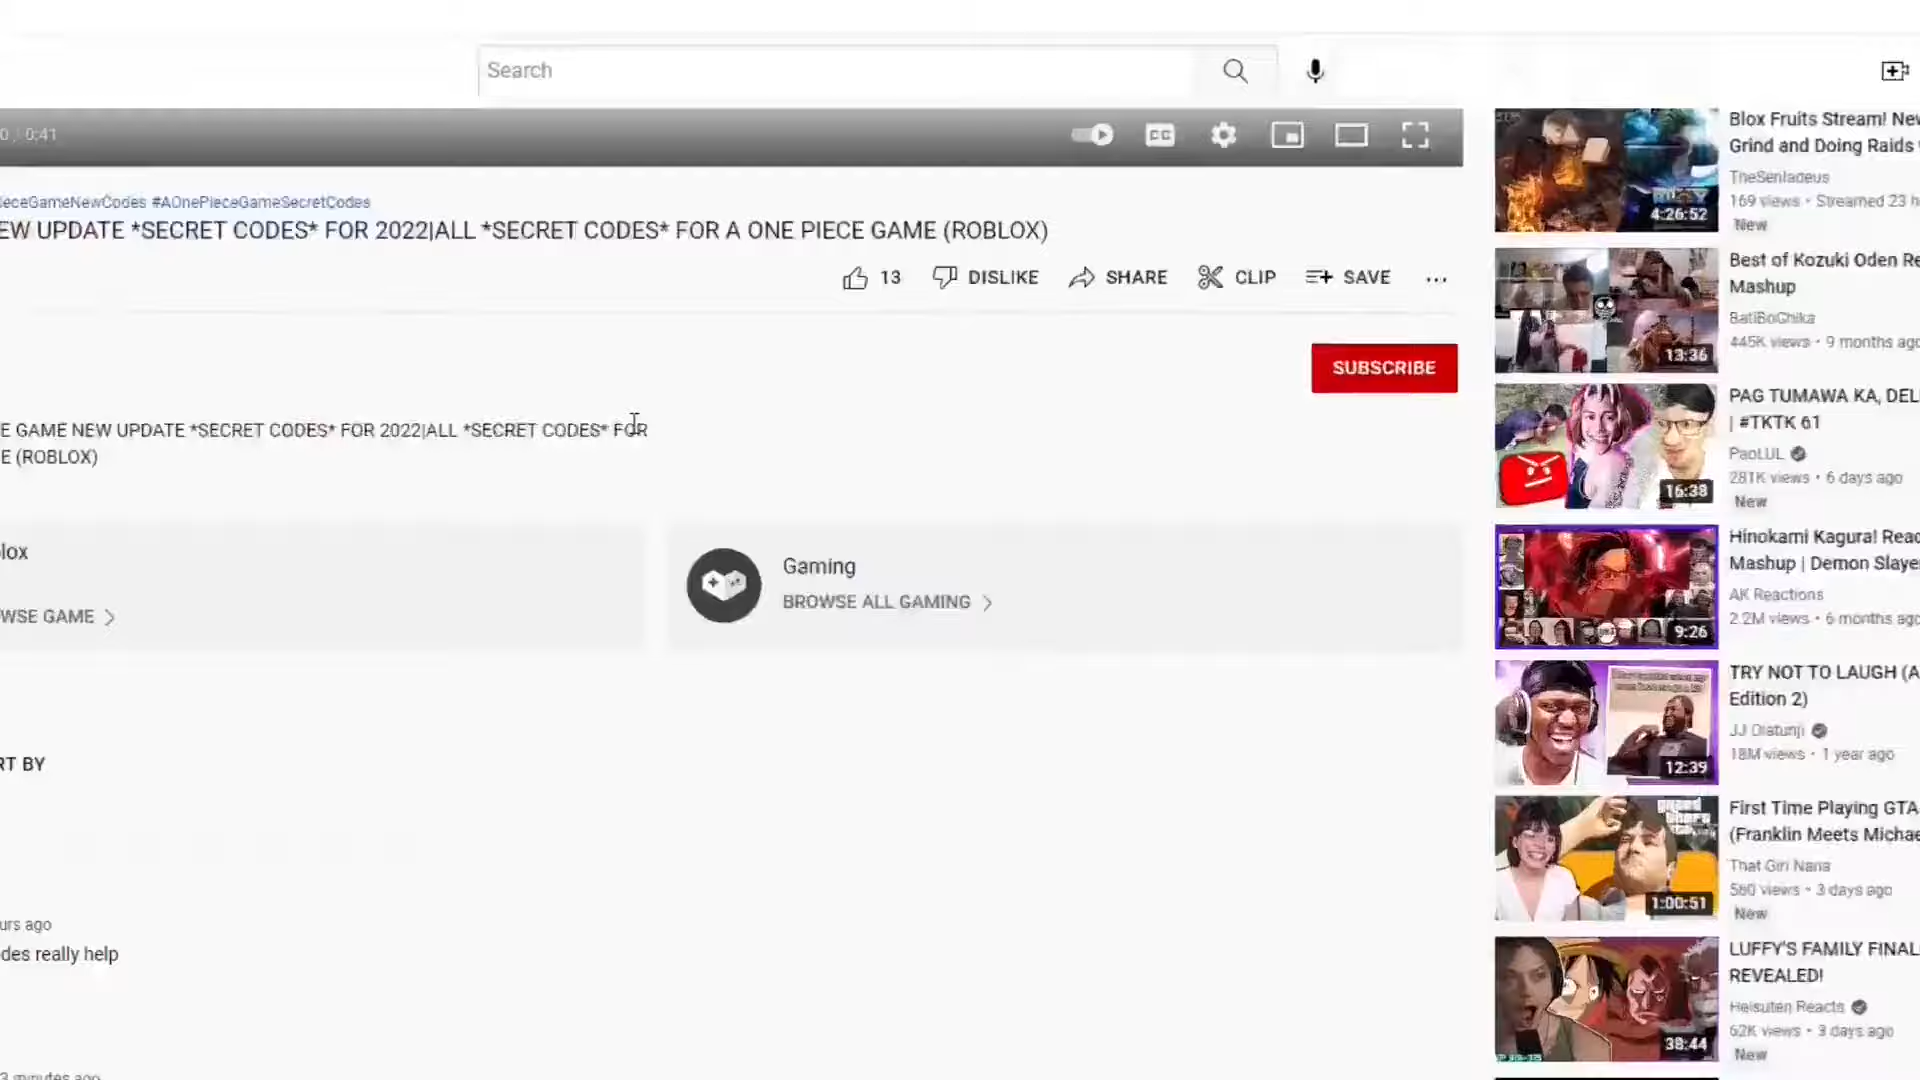 Search
0:41
CC
ieceGameNewCodes #AOnePieceGameSecretCodes
EW UPDATE *SECRET CODES* FOR 2022|ALL *SECRET CODES* FOR A ONE PIECE GAME (ROBLOX)
13 DISLIKE SHARE CLIP SAVE
SUBSCRIBE
E GAME NEW UPDATE *SECRET CODES* FOR 2022|ALL *SECRET CODES* FOR
E (ROBLOX)
lox
WSE GAME
Gaming
BROWSE ALL GAMING
RT BY
urs ago
des really help
3 minutes ago
4:26:52
Blox Fruits Stream! New
Grind and Doing Raids
TheSenladeus
169 views • Streamed 23 h
New
13:36
Best of Kozuki Oden Re
Mashup
BatiBoChika
445K views • 9 months ago
16:38
PAG TUMAWA KA, DEL
| #TKTK 61
PaoLUL
281K views • 6 days ago
New
9:26
Hinokami Kagura! Reac
Mashup | Demon Slaye
AK Reactions
2.2M views • 6 months ago
12:39
TRY NOT TO LAUGH (A
Edition 2)
JJ Olatunji
18M views • 1 year ago
1:00:51
First Time Playing GTA
(Franklin Meets Michae
That Girl Nana
560 views • 3 days ago
New
38:44
LUFFY'S FAMILY FINAL
REVEALED!
Heisuten Reacts
62K views • 3 days ago
New